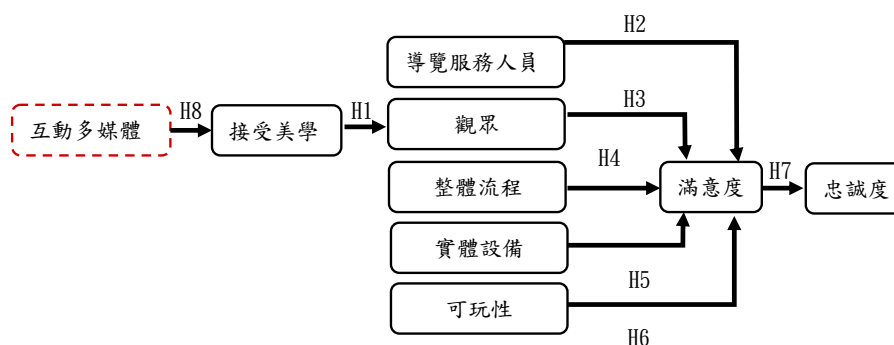 H2
導覽服務人員
H8
H1
H3
互動多媒體
接受美學
觀眾
H4
H7
整體流程
滿意度
忠誠度
實體設備
H5
可玩性
H6